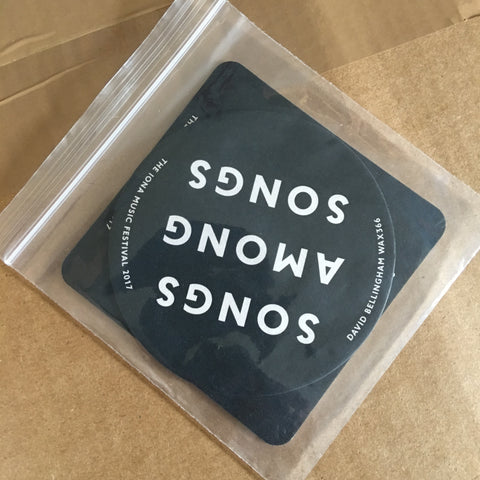 SONGS
AMONG
SONGS
THE IONA MUSIC FESTIVAL 2017
DAVID BELLINGHAM WAX366